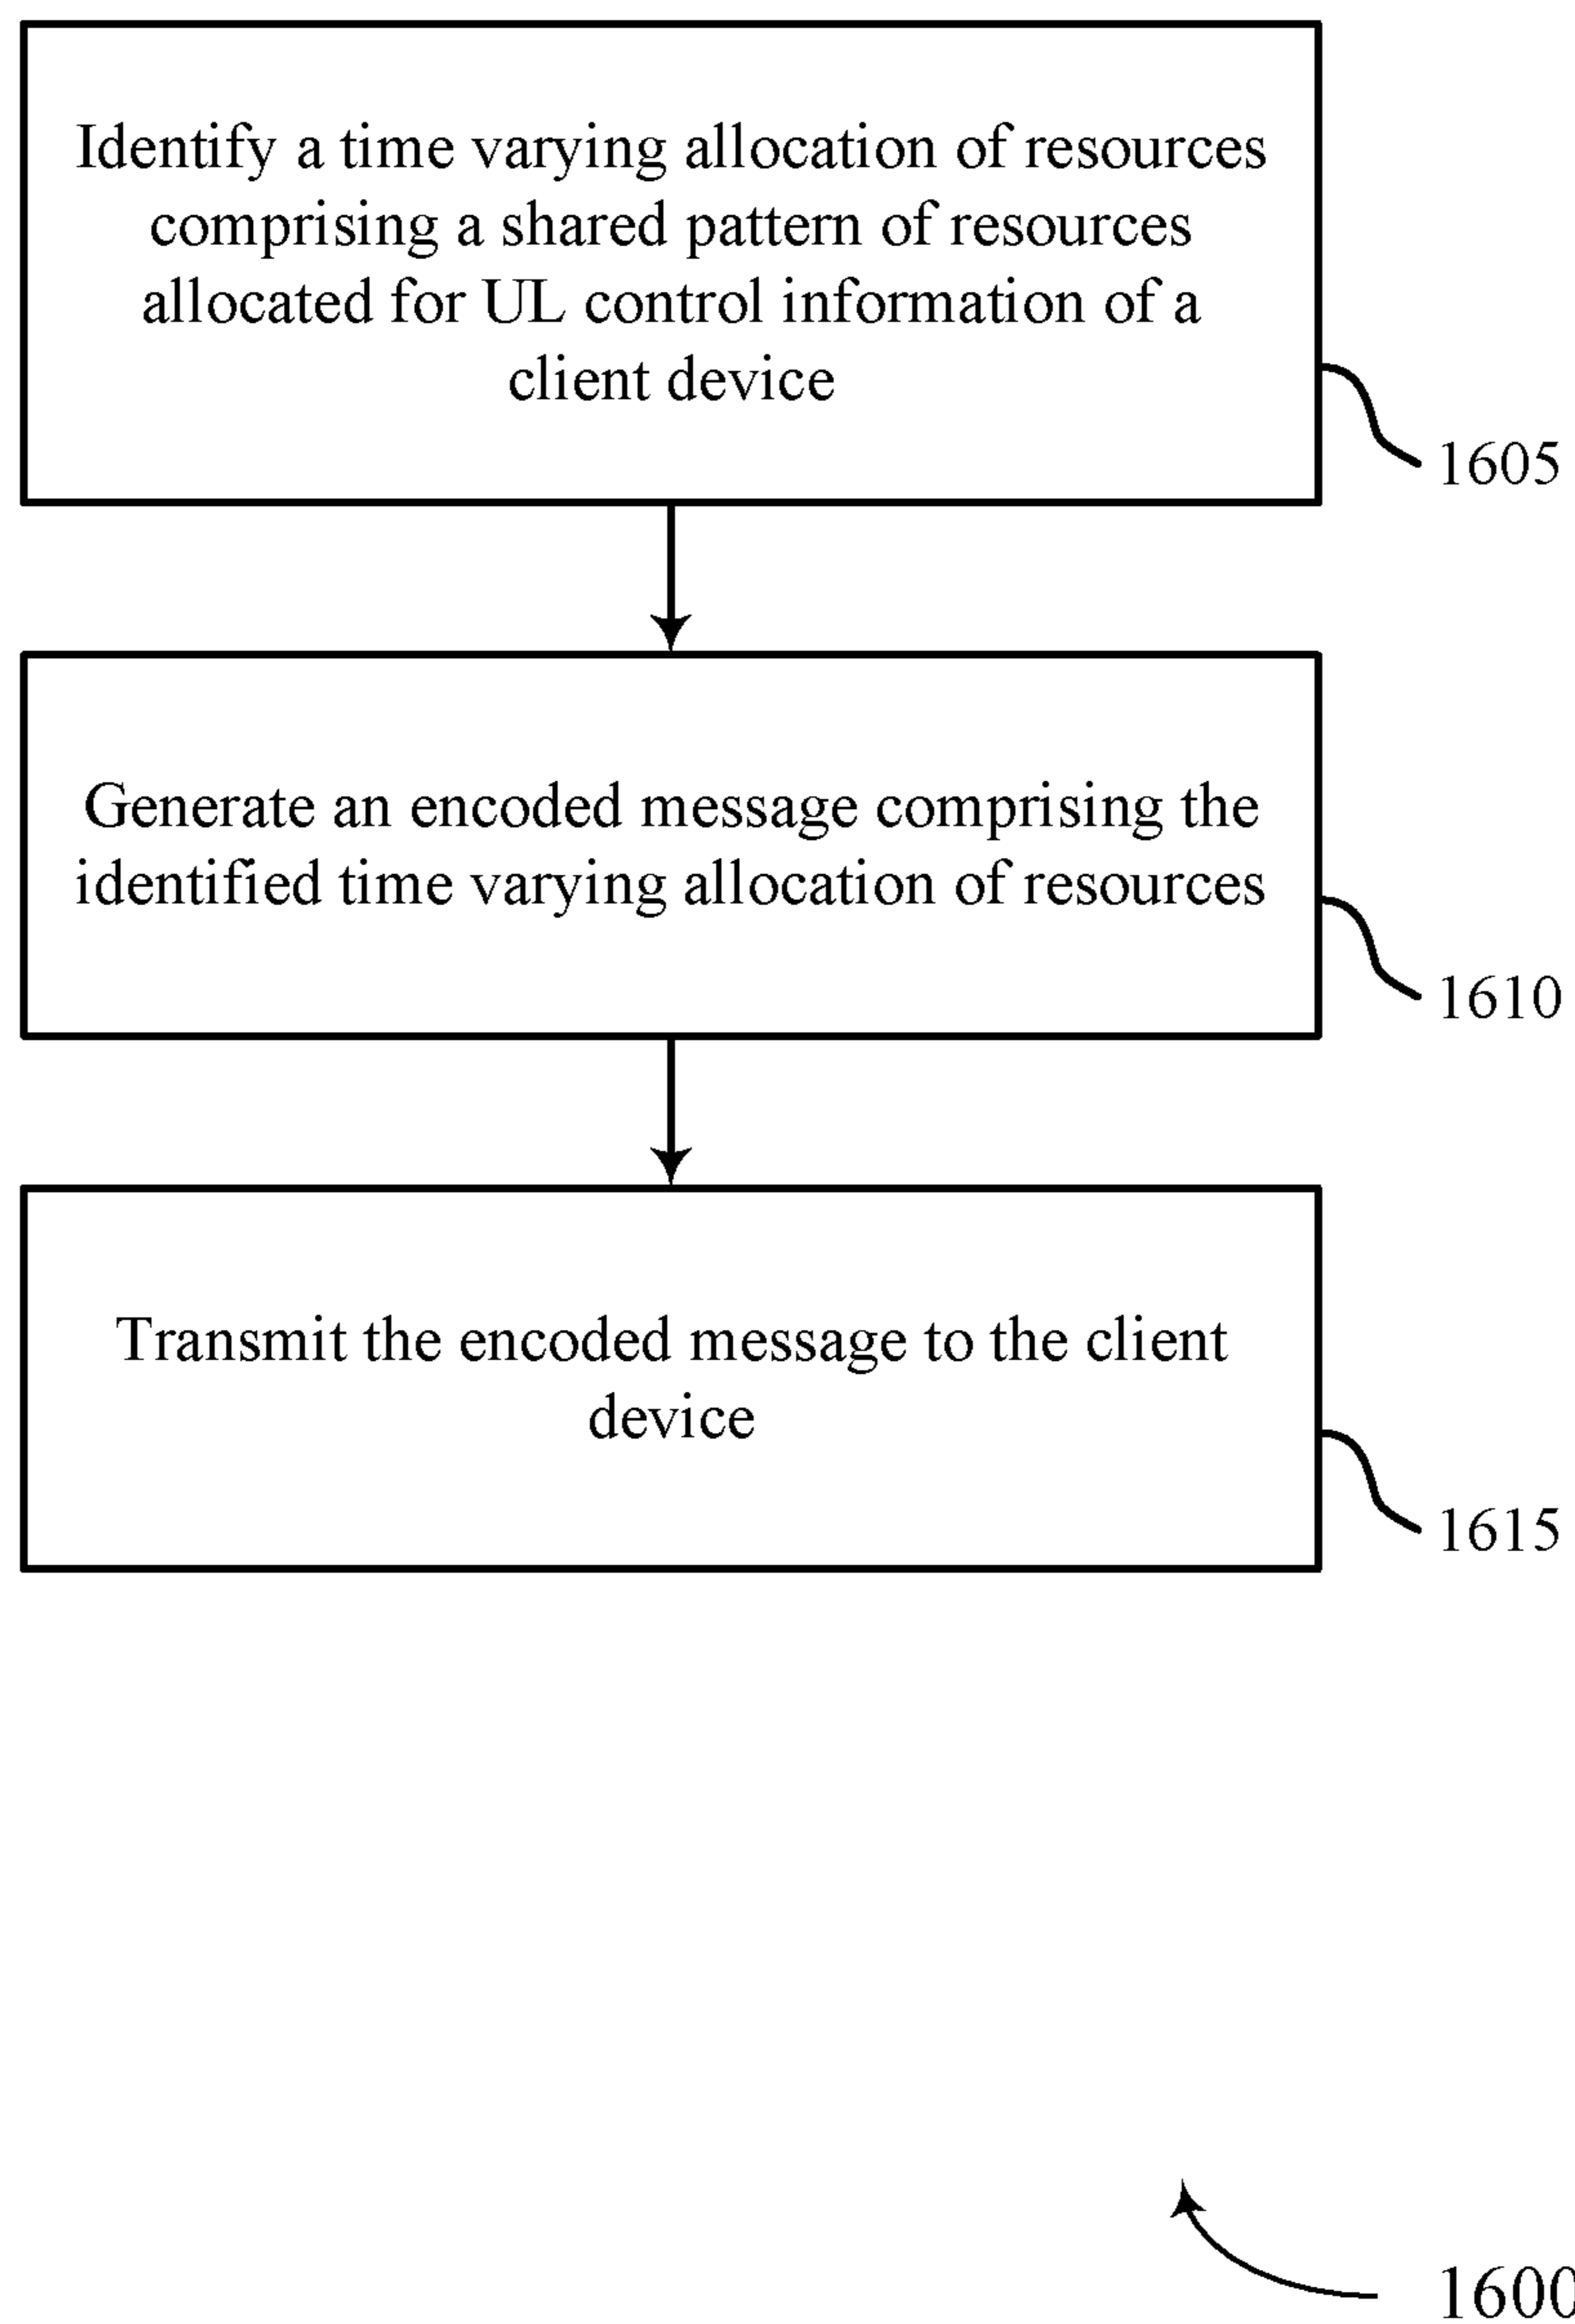 Identify a time varying allocation of resources
comprising a shared pattern of resources
allocated for UL control information of a
client device
1605
Generate an encoded message comprising the
identified time varying allocation of resources
1610
Transmit the encoded message to the client
device
1615
1600